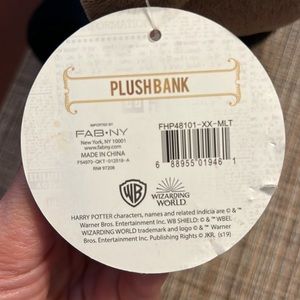 PLUSHBANK
IMPORTED BY
FAB NY
New York, NY 10001
www.fabny.com
MADE IN CHINA
RN# 97208
FHP48101-XX-MLT
6 88955 01946 1
WB
WIZARDING
WORLD
HARRY POTTER characters, names and related indicia are © & ™
Warner Bros. Entertainment Inc. WB SHIELD: © & ™ WBEI.
WIZARDING WORLD trademark and logo © & ™ Warner
Bros. Entertainment Inc. Publishing Rights © JKR. (s19)